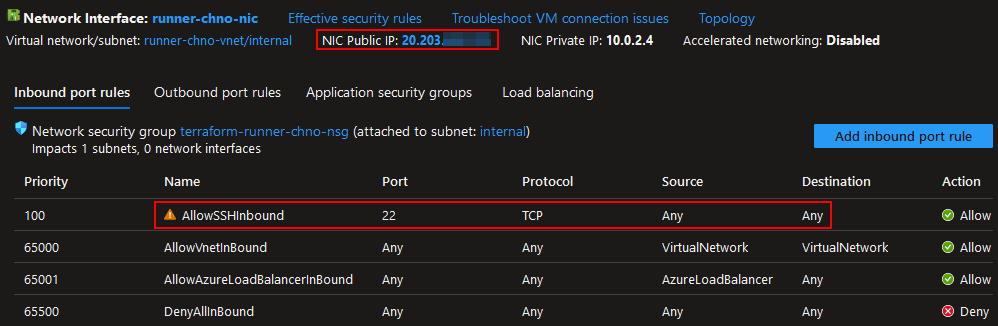 Network Interface: runner-chno-nic Effective security rules Troubleshoot VM connection issues Topology
Virtual network/subnet: runner-chno-vnet/internal NIC Public IP: 20.203. NIC Private IP: 10.0.2.4 Accelerated networking: Disabled
Inbound port rules Outbound port rules Application security groups Load balancing
Network security group terraform-runner-chno-nsg (attached to subnet: internal)
Impacts 1 subnets, 0 network interfaces
Add inbound port rule
Priority Name Port Protocol Source Destination Action
100 AllowSSHInbound 22 TCP Any Any Allow
65000 AllowVnetInBound Any Any VirtualNetwork VirtualNetwork Allow
65001 AllowAzureLoadBalancerInBound Any Any AzureLoadBalancer Any Allow
65500 DenyAllInBound Any Any Any Any Deny